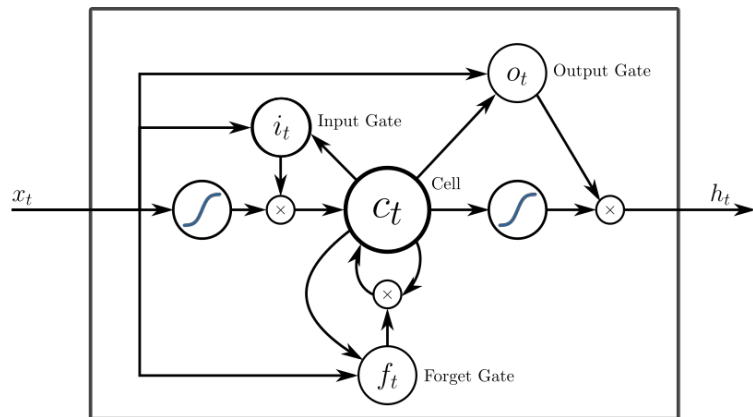 o_t Output Gate
i_t Input Gate
x_t
×
c_t Cell
×
h_t
×
f_t Forget Gate